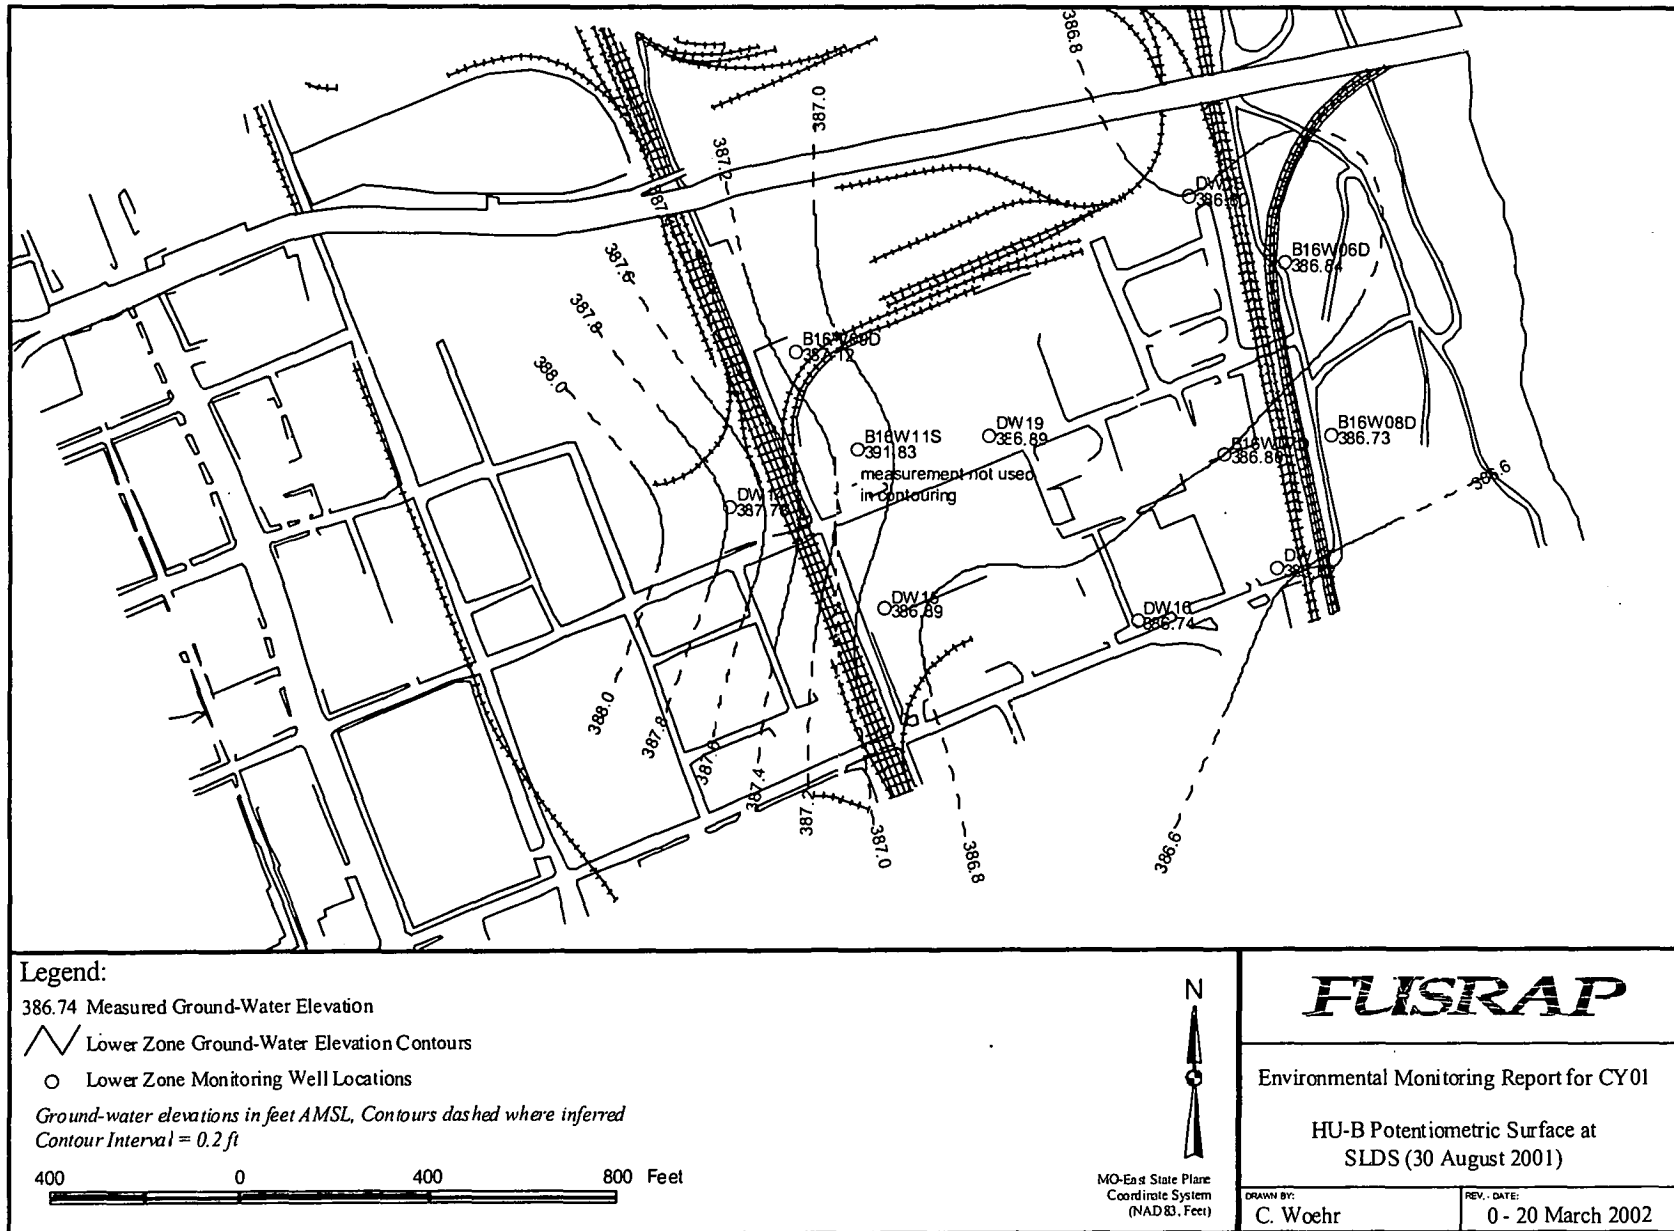 386.8
387.0
387.2
387.4
387.6
387.8
388.0
B16W06D
386.84
387.12
B16W11S
391.83
measurement not used
in contouring
DW19
386.89
B16W08D
386.73
386.6
DW14
DW15
386.89
DW16
386.74
388.0
387.8
387.6
387.4
387.2
387.0
386.8
386.6
Legend:
386.74 Measured Ground-Water Elevation
Lower Zone Ground-Water Elevation Contours
Lower Zone Monitoring Well Locations
Ground-water elevations in feet AMSL, Contours dashed where inferred
Contour Interval = 0.2 ft
400 0 400 800 Feet
N
MO-East State Plane
Coordinate System
(NAD83, Feet)
FUSRAP
Environmental Monitoring Report for CY01
HU-B Potentiometric Surface at
SLDS (30 August 2001)
DRAWN BY:
C. Woehr
REV. - DATE:
0 - 20 March 2002